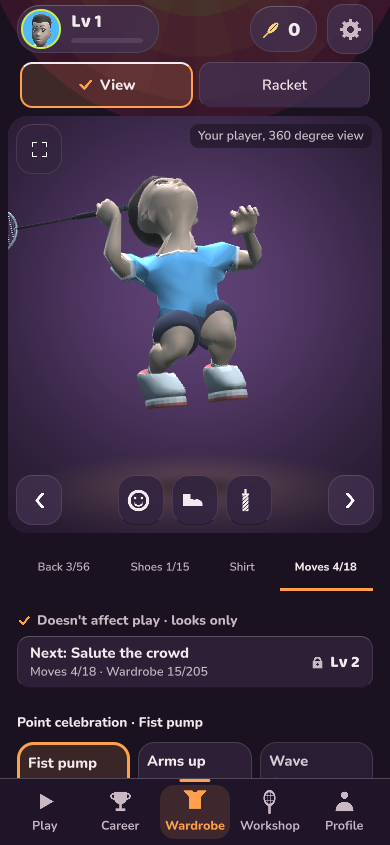 Lv 1
0
View
Racket
Your player, 360 degree view
Back 3/56
Shoes 1/15
Shirt
Moves 4/18
Doesn't affect play · looks only
Next: Salute the crowd
Moves 4/18 · Wardrobe 15/205
Lv 2
Point celebration · Fist pump
Fist pump
Arms up
Wave
Play
Career
Wardrobe
Workshop
Profile